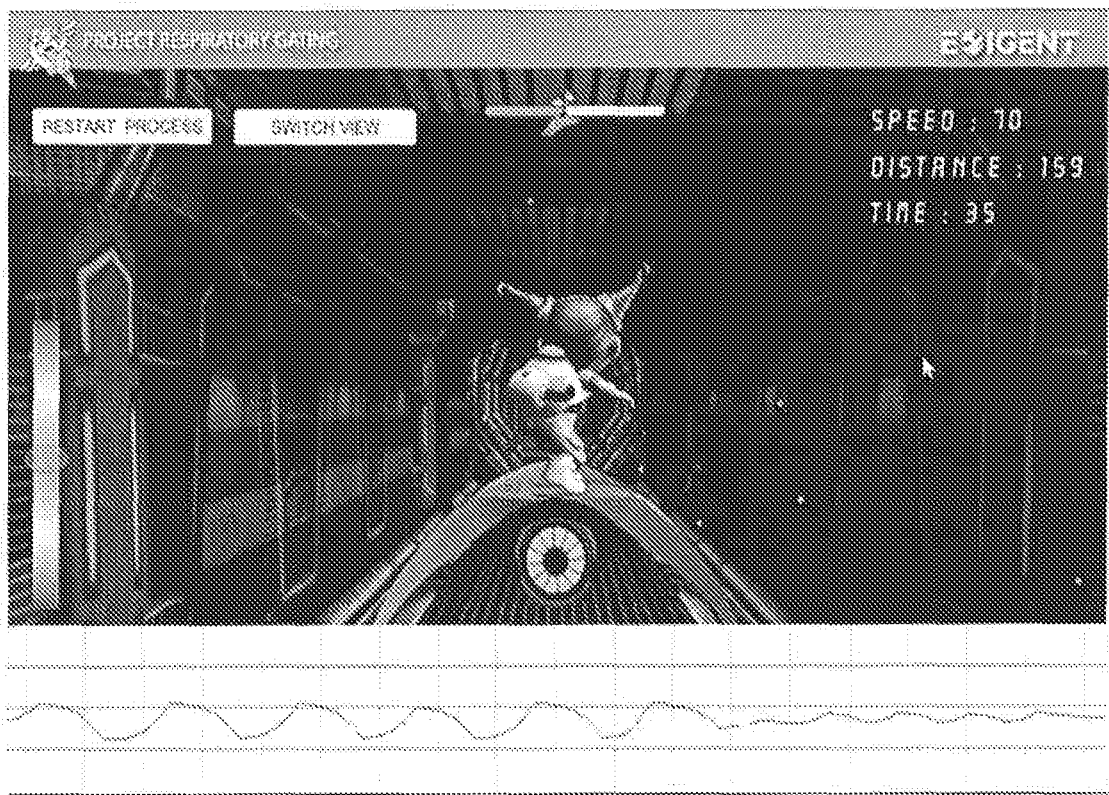 PROJECT RESPIRATORY GATING
RESTART PROCESS
SWITCH VIEW
SPEED : 70
DISTANCE : 159
TIME : 35